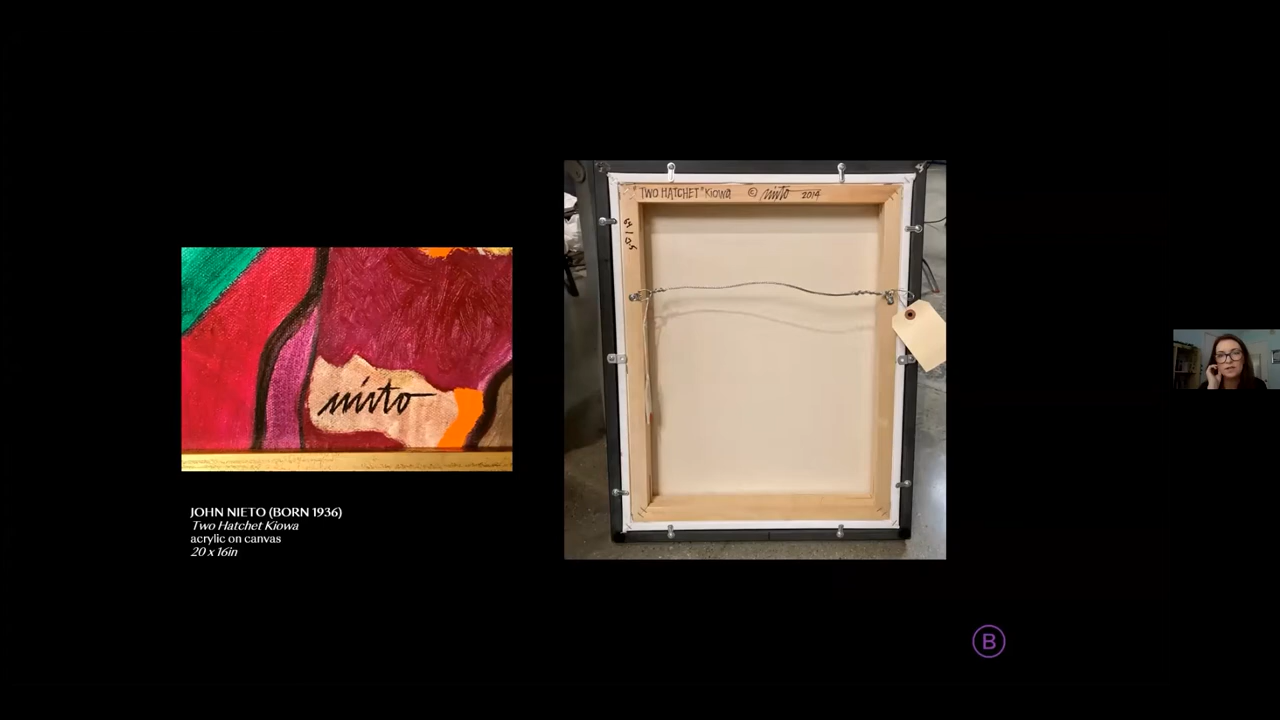 nieto
JOHN NIETO (BORN 1936)
Two Hatchet Kiowa
acrylic on canvas
20 x 16in
"TWO HATCHET" Kiowa © nieto 2014
B